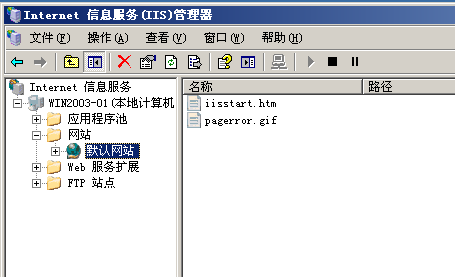 Internet 信息服务(IIS)管理器
文件(F) 操作(A) 查看(V) 窗口(W) 帮助(H)
Internet 信息服务
WIN2003-01(本地计算机
应用程序池
网站
默认网站
Web 服务扩展
FTP 站点
名称 路径
iisstart.htm
pagerror.gif